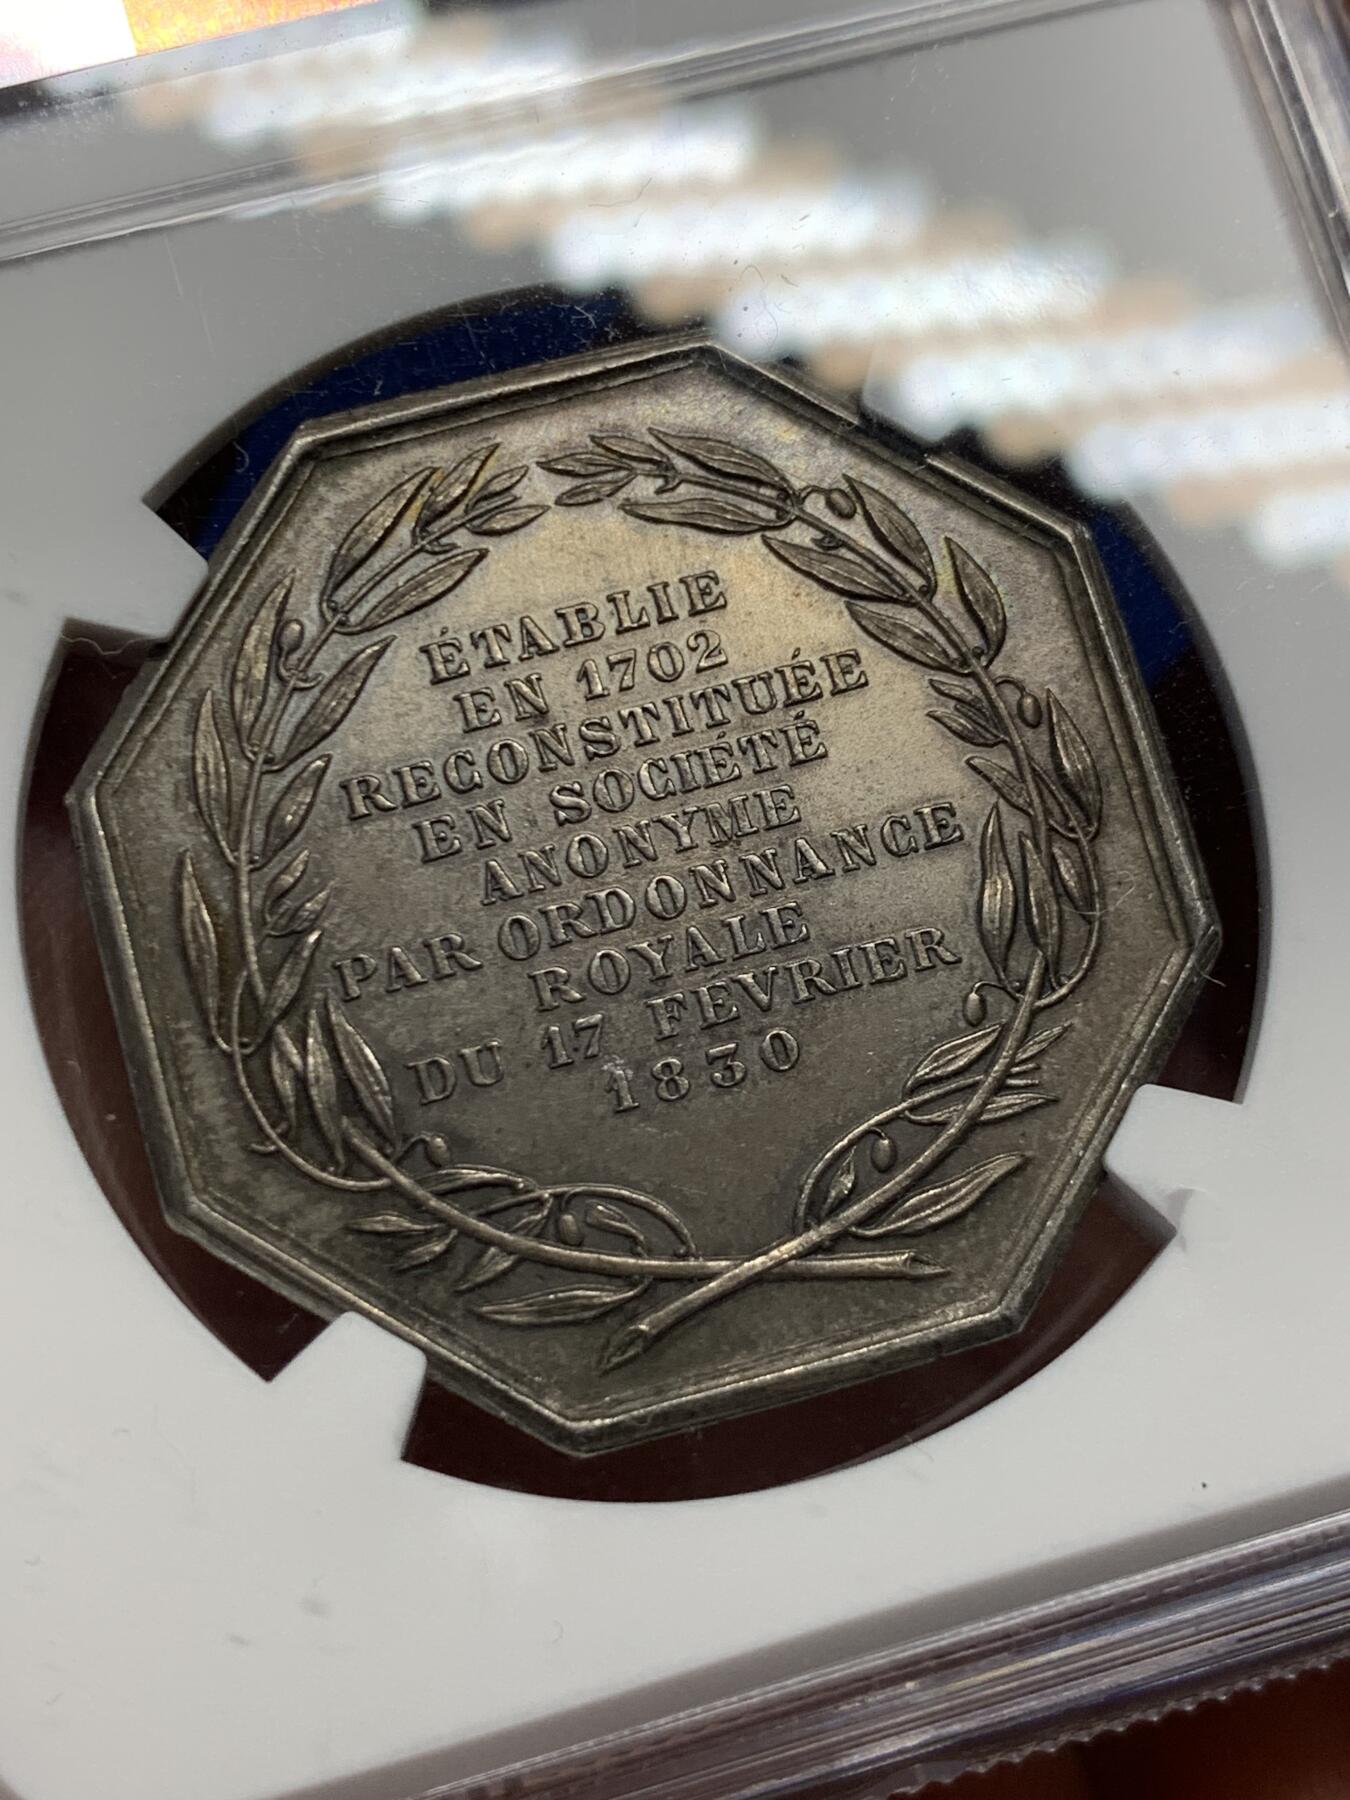 ÉTABLIE
EN 1702
RECONSTITUÉE
EN SOCIÉTÉ
ANONYME
PAR ORDONNANCE
ROYALE
DU 17 FÉVRIER
1830